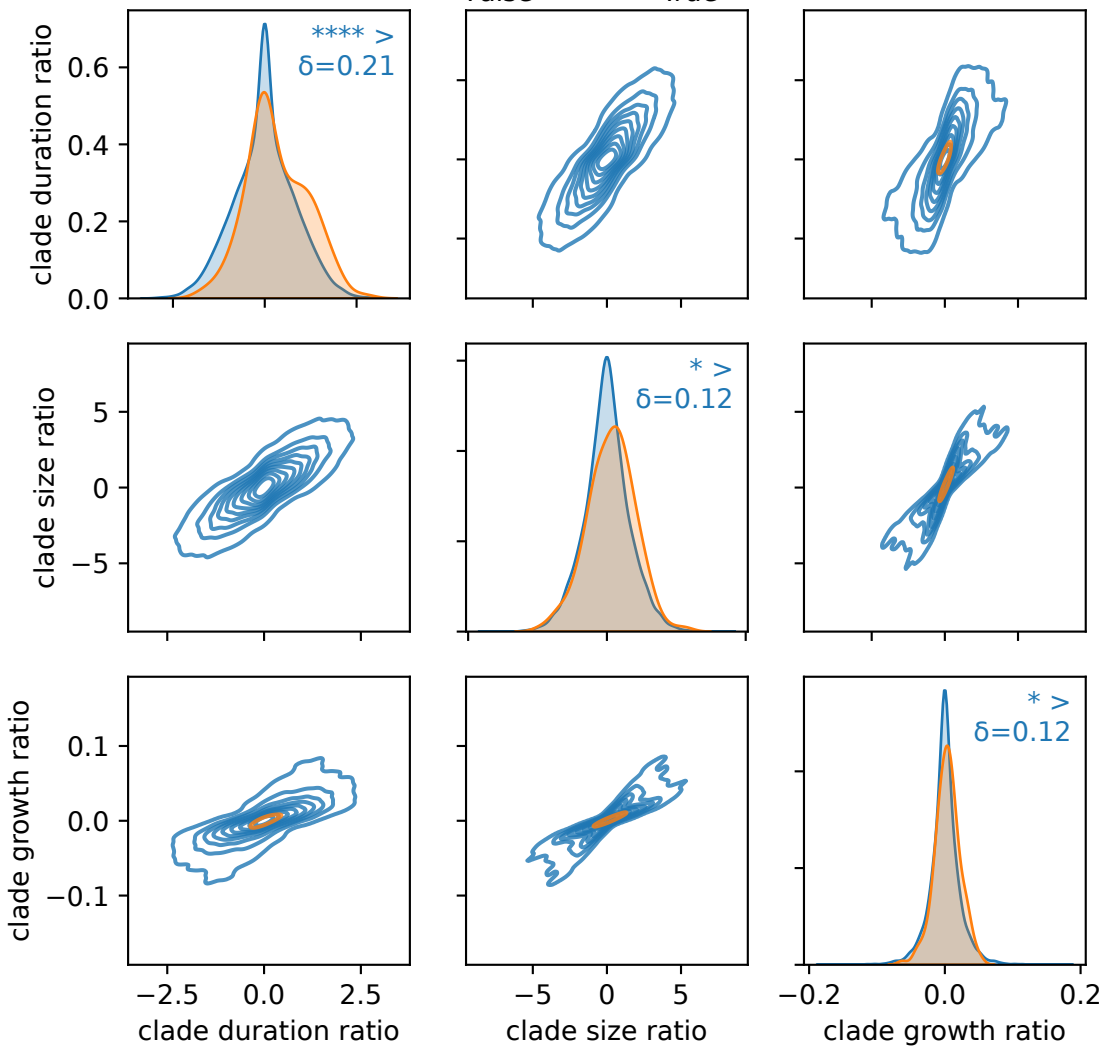 False True
clade duration ratio
0.6
0.4
0.2
0.0
**** >
δ=0.21
clade size ratio
5
0
−5
* >
δ=0.12
clade growth ratio
0.1
0.0
−0.1
* >
δ=0.12
−2.5 0.0 2.5
−5 0 5
−0.2 0.0 0.2
clade duration ratio
clade size ratio
clade growth ratio